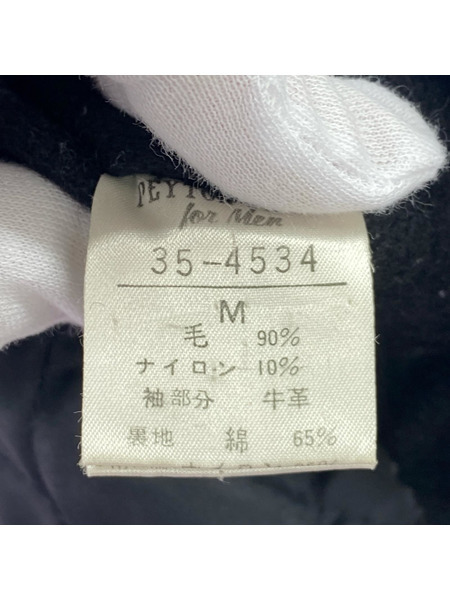 for Men
35-4534
M
毛 90%
ナイロン 10%
袖部分 牛革
裏地 綿 65%